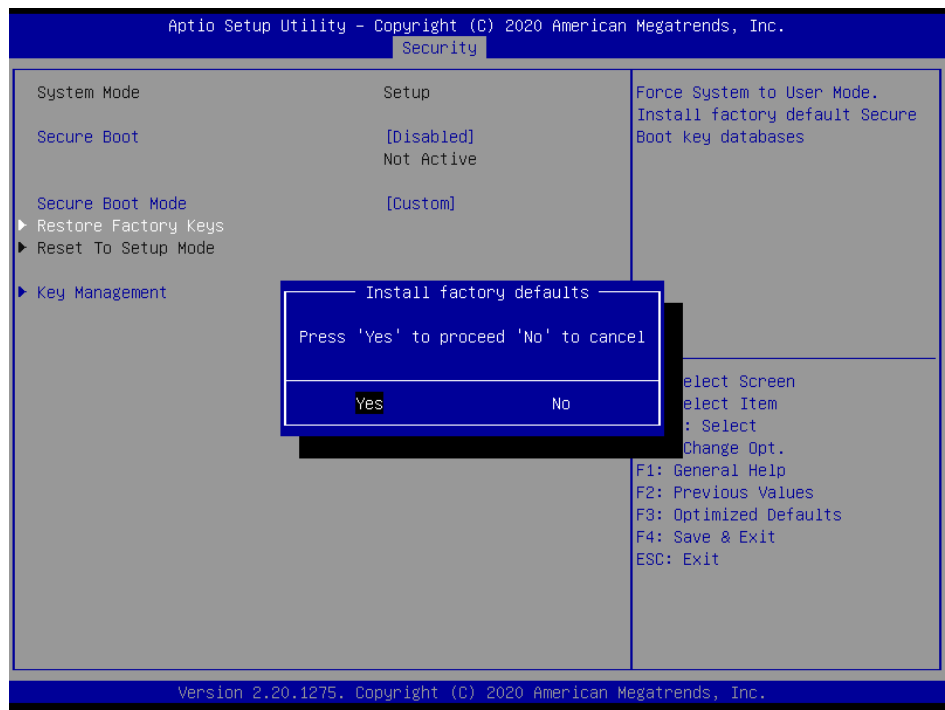 Aptio Setup Utility – Copyright (C) 2020 American Megatrends, Inc.
Security
System Mode Setup
Secure Boot [Disabled]
Not Active
Secure Boot Mode [Custom]
Restore Factory Keys
Reset To Setup Mode
Key Management
Force System to User Mode.
Install factory default Secure
Boot key databases
Install factory defaults
Press 'Yes' to proceed 'No' to cancel
Yes No
elect Screen
elect Item
: Select
Change Opt.
F1: General Help
F2: Previous Values
F3: Optimized Defaults
F4: Save & Exit
ESC: Exit
Version 2.20.1275. Copyright (C) 2020 American Megatrends, Inc.